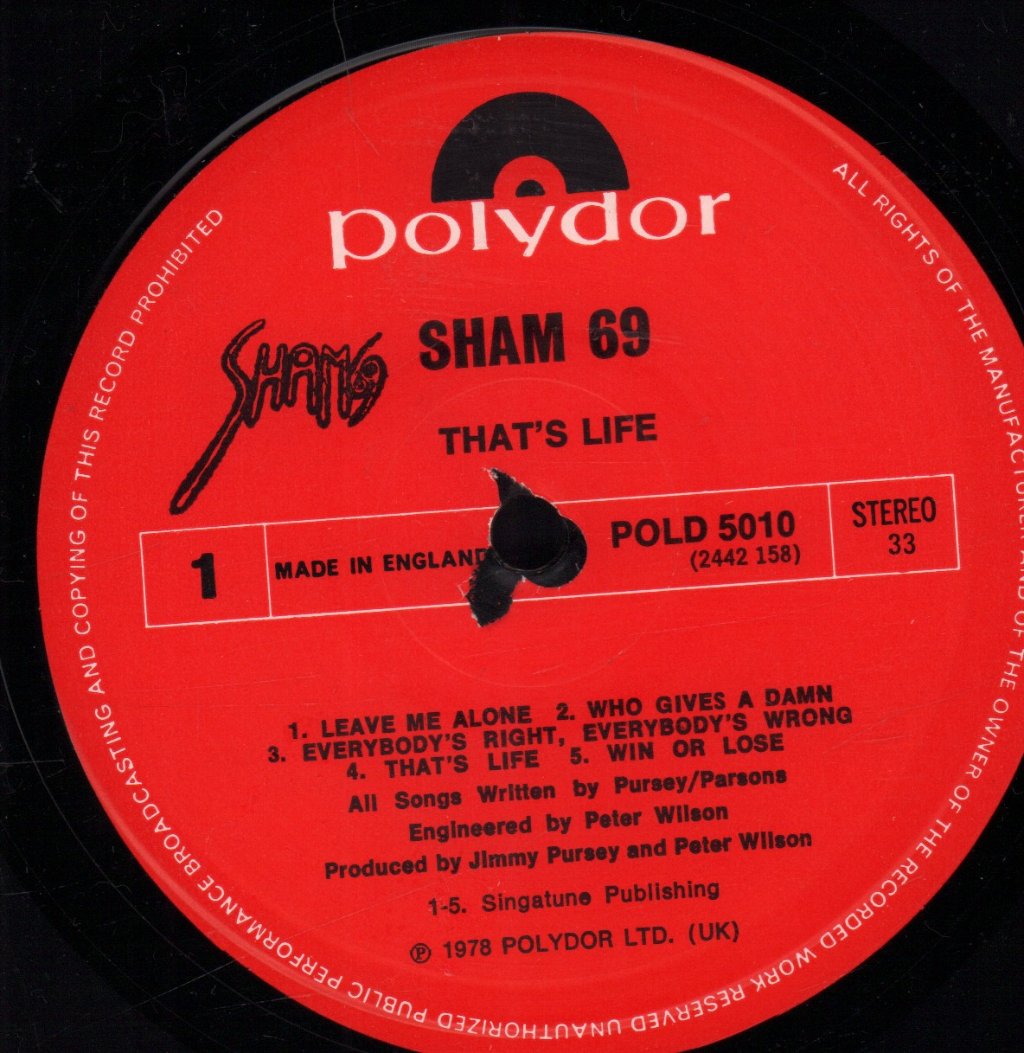 polydor
SHAM 69
SHAM 69
THAT'S LIFE
1
MADE IN ENGLAND
POLD 5010
(2442 158)
STEREO
33
1. LEAVE ME ALONE 2. WHO GIVES A DAMN
3. EVERYBODY'S RIGHT, EVERYBODY'S WRONG
4. THAT'S LIFE 5. WIN OR LOSE
All Songs Written by Pursey/Parsons
Engineered by Peter Wilson
Produced by Jimmy Pursey and Peter Wilson
1-5. Singatune Publishing
℗ 1978 POLYDOR LTD. (UK)
ALL RIGHTS OF THE MANUFACTURER AND OF THE OWNER OF THE RECORDED WORK RESERVED UNAUTHORIZED PUBLIC PERFORMANCE BROADCASTING AND COPYING OF THIS RECORD PROHIBITED